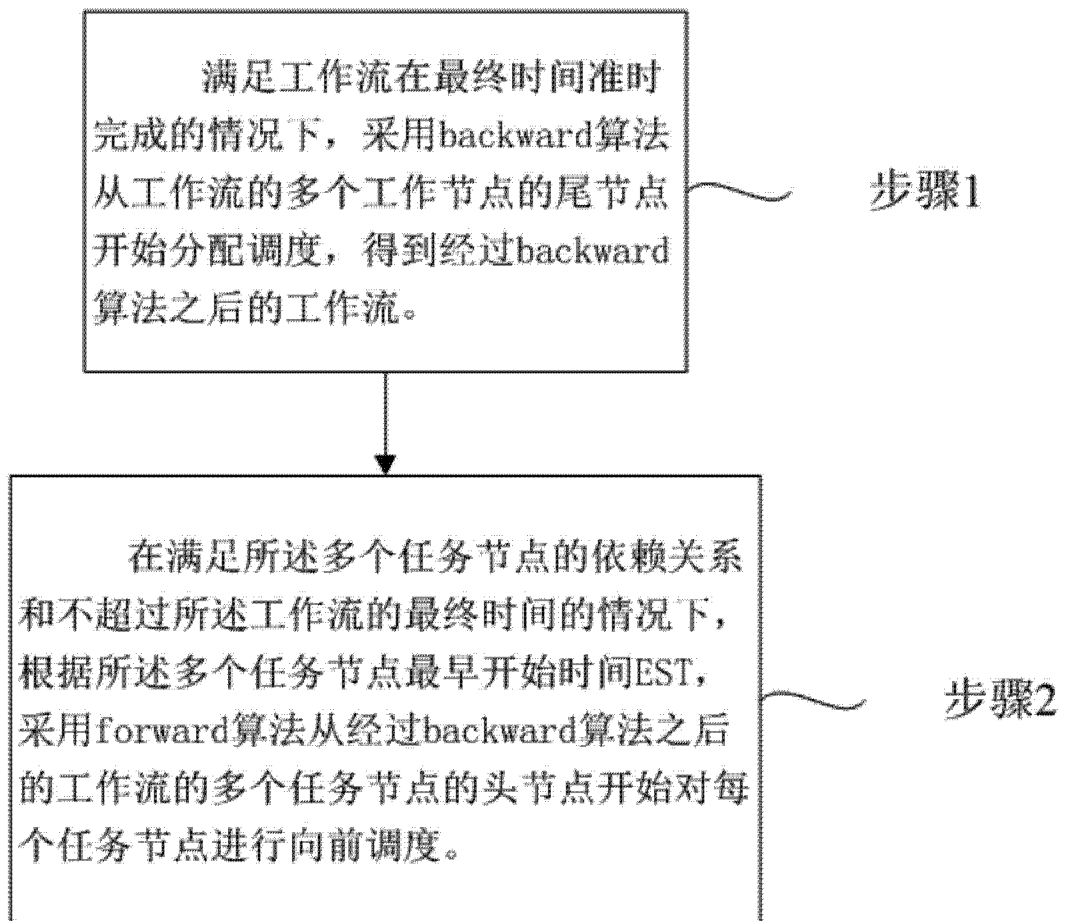 满足工作流在最终时间准时
完成的情况下，采用backward算法
从工作流的多个工作节点的尾节点
开始分配调度，得到经过backward
算法之后的工作流。
步骤1
在满足所述多个任务节点的依赖关系
和不超过所述工作流的最终时间的情况下，
根据所述多个任务节点最早开始时间EST，
采用forward算法从经过backward算法之后
的工作流的多个任务节点的头节点开始对每
个任务节点进行向前调度。
步骤2